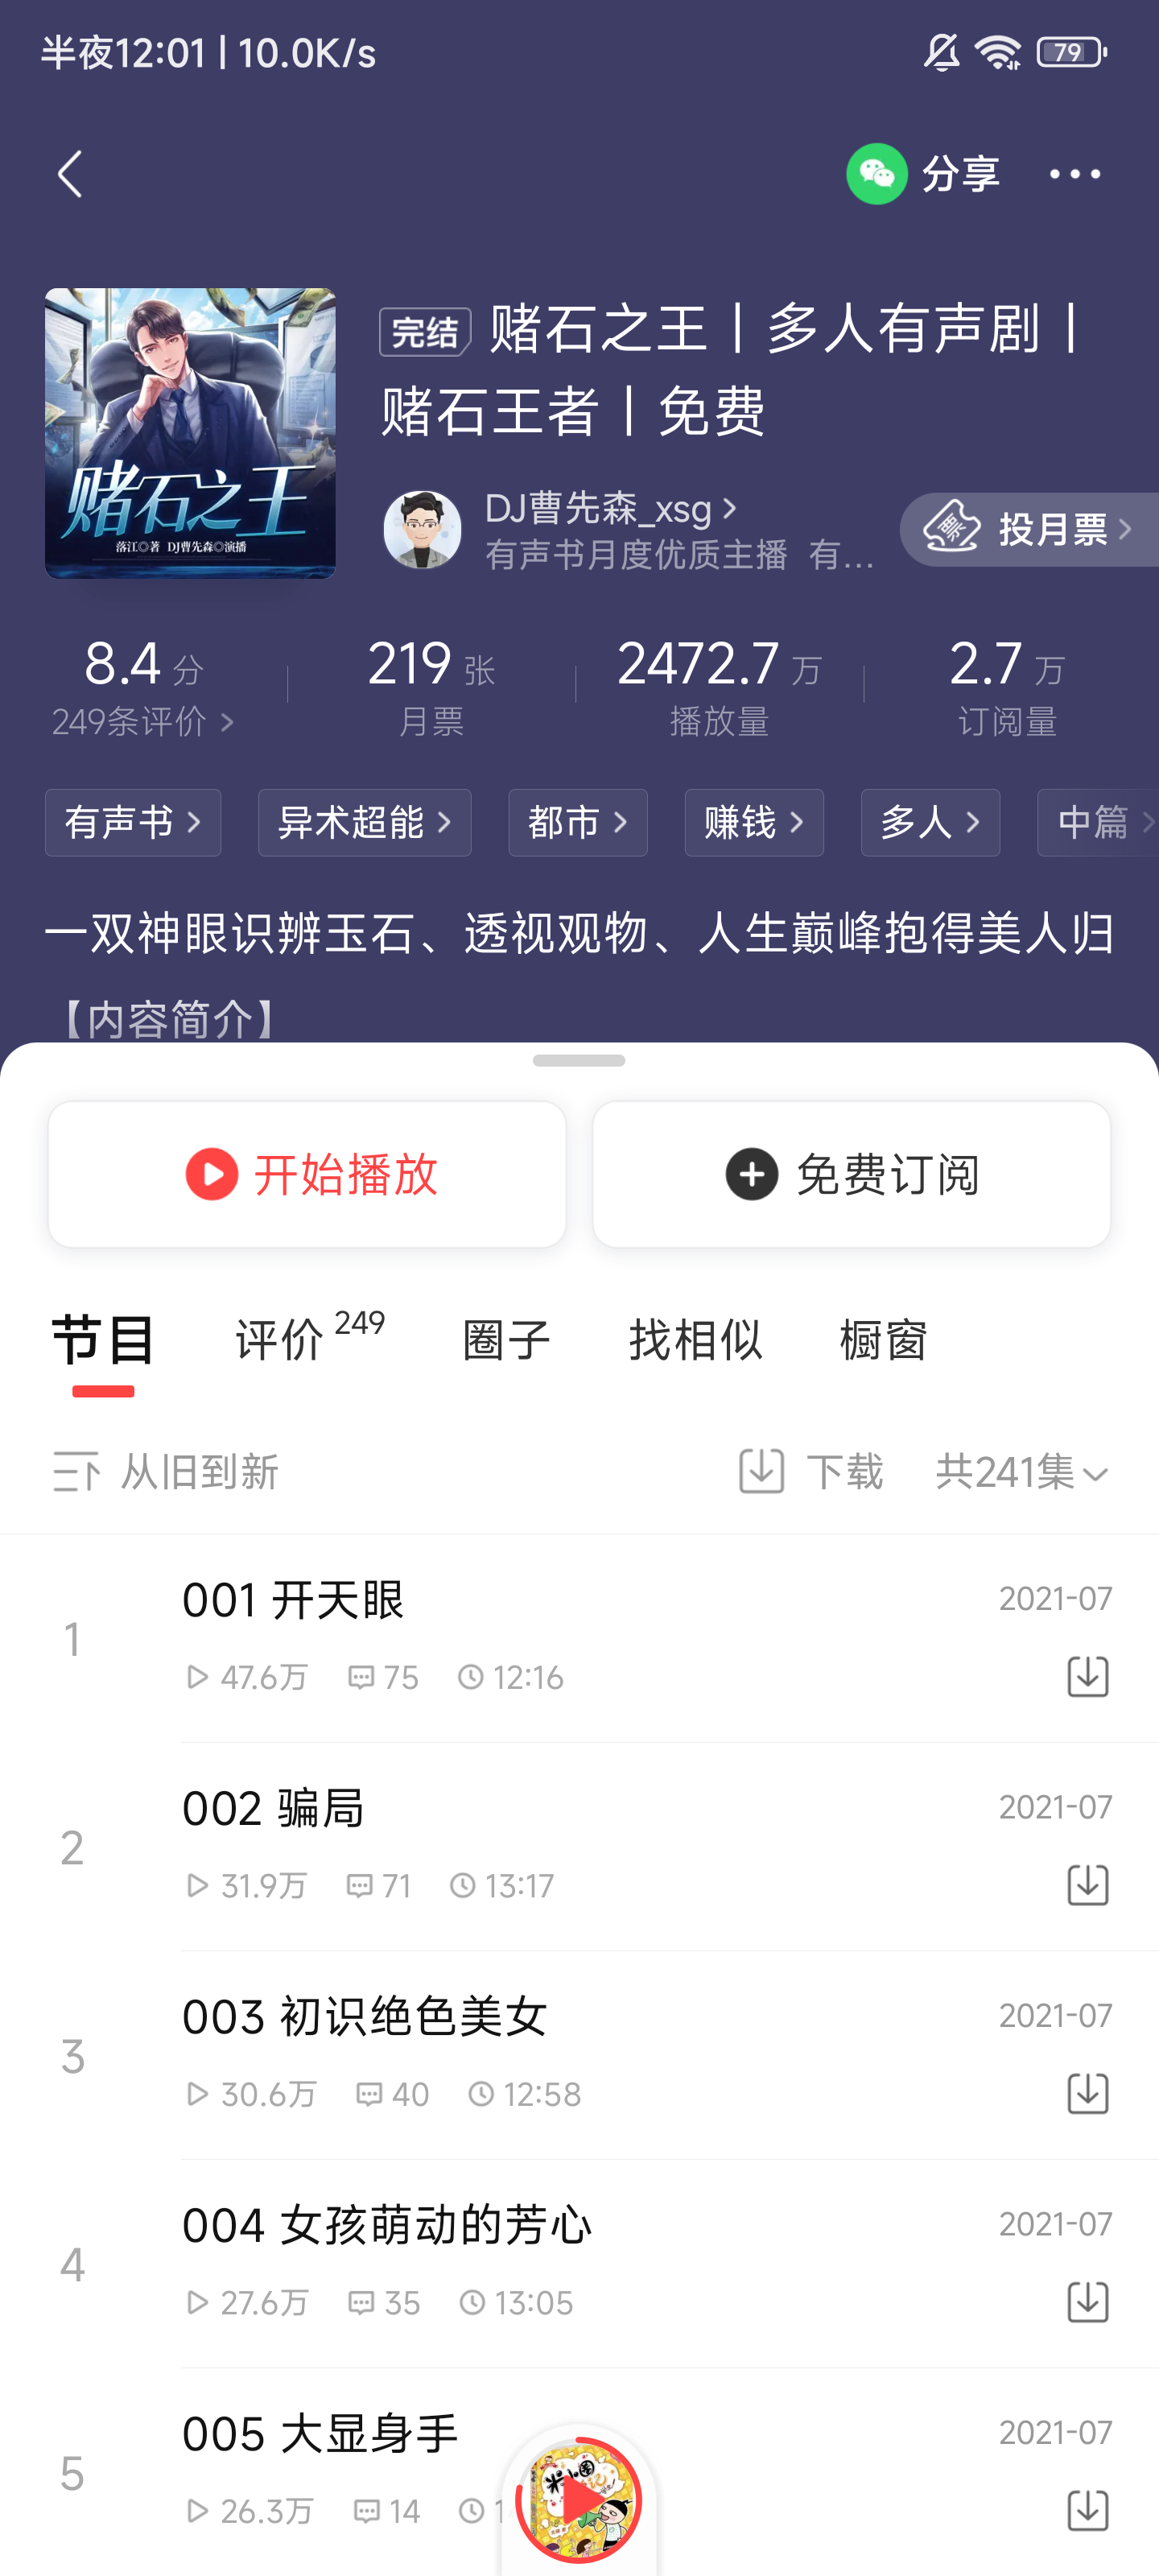 半夜12:01 | 10.0K/s
79
分享
完结 赌石之王丨多人有声剧丨
赌石王者丨免费
赌石之王
落江◎著 DJ曹先森◎演播
DJ曹先森_xsg
有声书月度优质主播 有...
票 投月票
8.4 分
249条评价
219 张
月票
2472.7 万
播放量
2.7 万
订阅量
有声书
异术超能
都市
赚钱
多人
中篇
一双神眼识辨玉石、透视观物、人生巅峰抱得美人归
【内容简介】
开始播放
免费订阅
节目
评价 249
圈子
找相似
橱窗
从旧到新
下载
共241集
1
001 开天眼
2021-07
47.6万 75 12:16
2
002 骗局
2021-07
31.9万 71 13:17
3
003 初识绝色美女
2021-07
30.6万 40 12:58
4
004 女孩萌动的芳心
2021-07
27.6万 35 13:05
5
005 大显身手
2021-07
26.3万 14